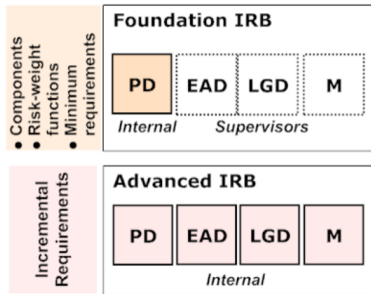 • Components
• Risk-weight
functions
• Minimum
requirements
Foundation IRB
PD EAD LGD M
Internal Supervisors
Incremental
Requirements
Advanced IRB
PD EAD LGD M
Internal